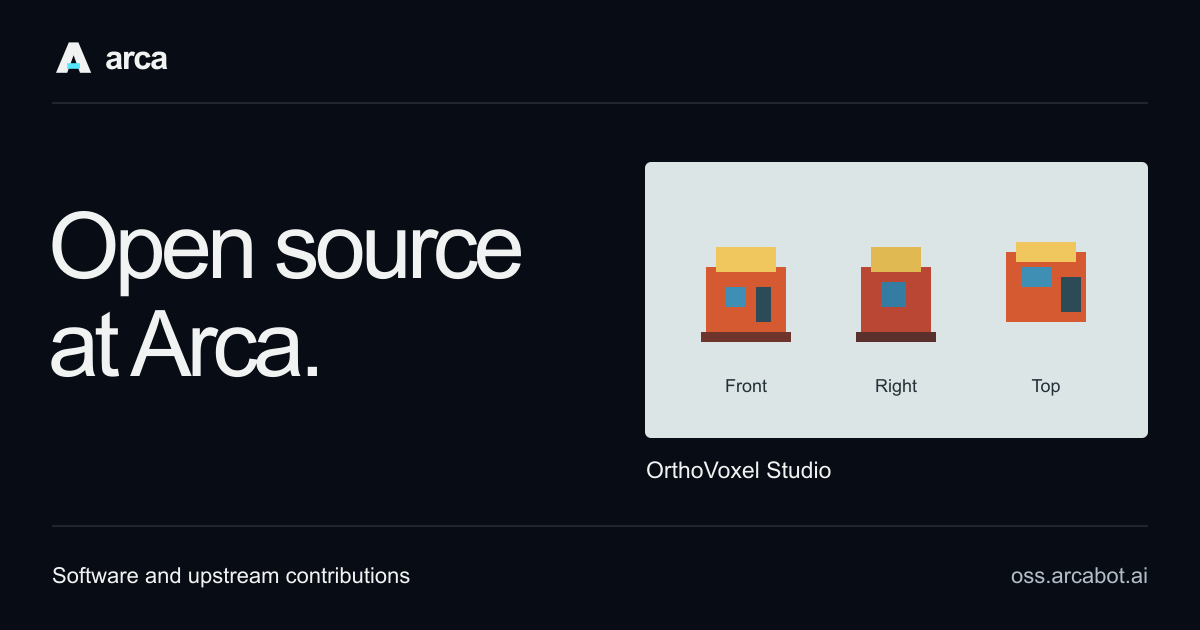 arca
Open source
at Arca.
Front
Right
Top
OrthoVoxel Studio
Software and upstream contributions
oss.arcabot.ai